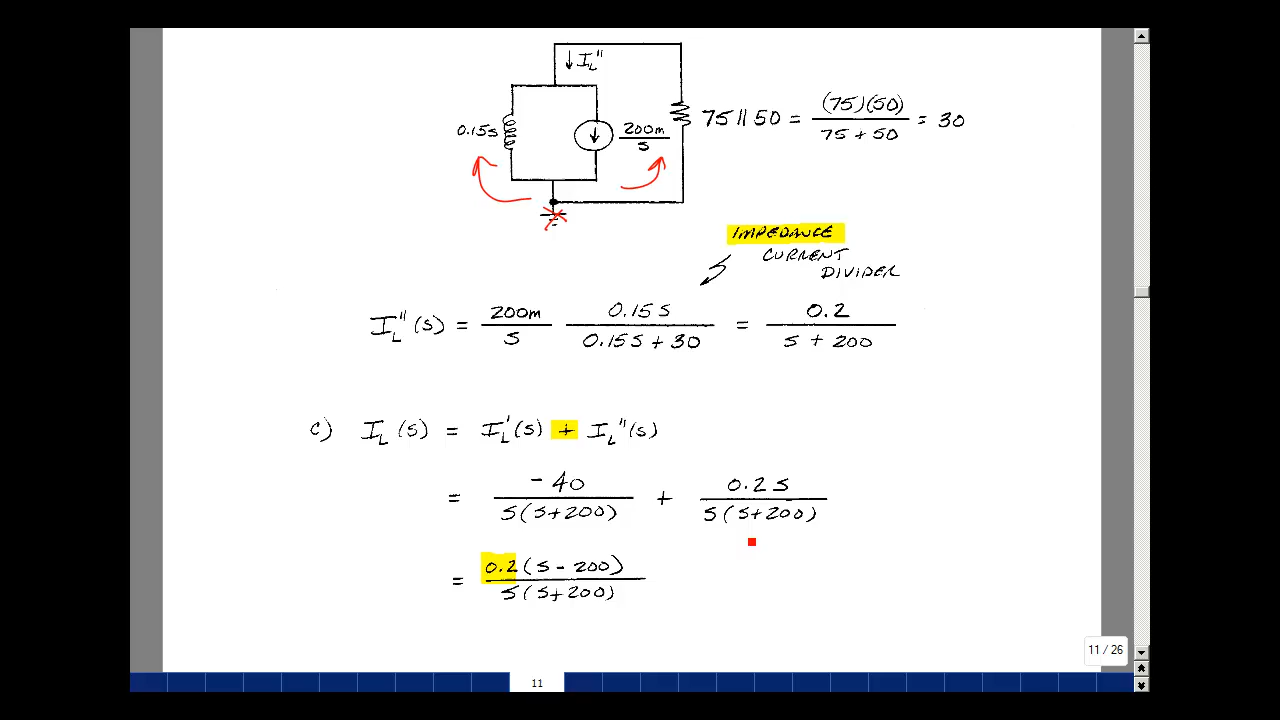 ↓ I_L''
0.15s
200m/s
75||50 = (75)(50)/(75 + 50) = 30
IMPEDANCE
CURRENT
DIVIDER
I_L''(s) = 200m/s 0.15s/(0.15s + 30) = 0.2/(s + 200)
c) I_L(s) = I_L'(s) + I_L''(s)
= -40/(s(s+200)) + 0.2s/(s(s+200))
= 0.2(s - 200)/(s(s+200))
11 / 26
11